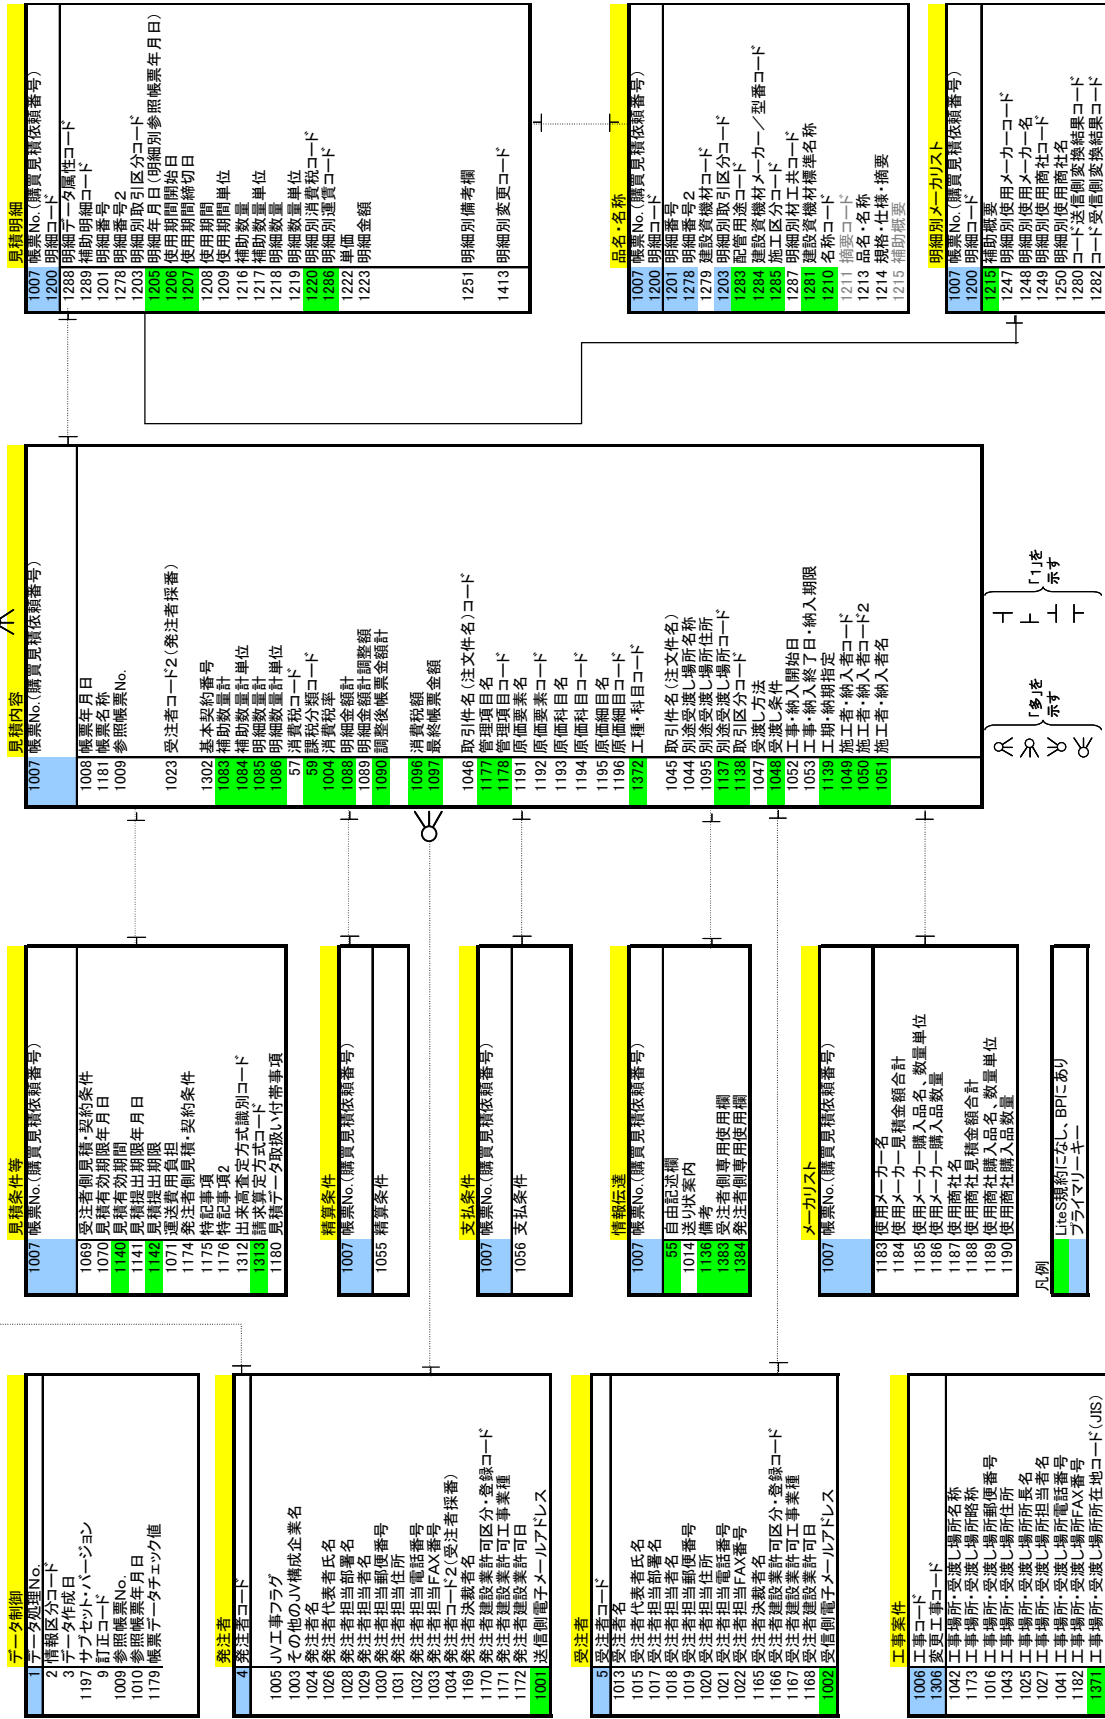 データ制御
1 データ処理No.
2 情報区分コード
3 データ作成日
1197 サブセット・バージョン
9 訂正コード
1009 参照帳票No.
1010 参照帳票年月日
1179 帳票データチェック値
発注者
4 発注者コード
1005 JV工事フラグ
1003 その他のJV構成企業名
1024 発注者名
1026 発注者代表者氏名
1028 発注者担当部署名
1029 発注者担当者名
1030 発注者担当郵便番号
1031 発注者担当住所
1032 発注者担当電話番号
1033 発注者担当FAX番号
1034 発注者コード2(受注者採番)
1169 発注者決裁者名
1170 発注者建設業許可区分・登録コード
1171 発注者建設業許可工事業種
1172 発注者建設業許可日
1001 送信側電子メールアドレス
受注者
5 受注者コード
1013 受注者名
1015 受注者代表者氏名
1017 受注者担当部署名
1018 受注者担当者名
1019 受注者担当郵便番号
1020 受注者担当住所
1021 受注者担当電話番号
1022 受注者担当FAX番号
1165 受注者決裁者名
1166 受注者建設業許可区分・登録コード
1167 受注者建設業許可工事業種
1168 受注者建設業許可日
1002 受信側電子メールアドレス
工事案件
1006 工事コード
1306 変更工事コード
1042 工事場所・受渡し場所名称
1173 工事場所・受渡し場所略称
1016 工事場所・受渡し場所郵便番号
1043 工事場所・受渡し場所住所
1025 工事場所・受渡し場所所長名
1027 工事場所・受渡し場所担当者名
1041 工事場所・受渡し場所電話番号
1182 工事場所・受渡し場所FAX番号
1371 工事場所・受渡し場所所在地コード(JIS)
見積条件等
1007 帳票No.(購買見積依頼番号)
1069 受注者側見積・契約条件
1070 見積有効期限年月日
1140 見積有効期間
1141 見積提出期限年月日
1142 見積提出期限
1071 運送費用負担
1174 発注者側見積・契約条件
1175 特記事項
1176 特記事項2
1312 出来高査定方式識別コード
1313 請求算定方式コード
1180 見積データ取扱い付帯事項
精算条件
1007 帳票No.(購買見積依頼番号)
1055 精算条件
支払条件
1007 帳票No.(購買見積依頼番号)
1056 支払条件
情報伝達
1007 帳票No.(購買見積依頼番号)
55 自由記述欄
1014 送り状案内
1136 備考
1383 受注者側専用使用欄
1384 発注者側専用使用欄
メーカリスト
1007 帳票No.(購買見積依頼番号)
1183 使用メーカー名
1184 使用メーカー見積金額合計
1185 使用メーカー購入品名、数量単位
1186 使用メーカー購入品数量
1187 使用商社名
1188 使用商社見積金額合計
1189 使用商社購入品名、数量単位
1190 使用商社購入品数量
凡例
LiteS規約になし、BPにあり
プライマリーキー
見積内容
1007 帳票No.(購買見積依頼番号)
1008 帳票年月日
1181 帳票名称
1009 参照帳票No.
1023 受注者コード2(発注者採番)
1302 基本契約番号
1083 補助数量計
1084 補助数量計単位
1085 明細数量計
1086 明細数量計単位
57 消費税コード
59 課税分類コード
1004 消費税率
1088 明細金額計
1089 明細金額計調整額
1090 調整後帳票金額計
1096 消費税額
1097 最終帳票金額
1046 取引件名(注文件名)コード
1177 管理項目名
1178 管理項目コード
1191 原価要素名
1192 原価要素コード
1193 原価科目名
1194 原価科目コード
1195 原価細目名
1196 原価細目コード
1372 工種・科目コード
1045 取引件名(注文件名)
1044 別途受渡し場所名称
1095 別途受渡し場所住所
1137 別途受渡し場所コード
1138 取引区分コード
1047 受渡し方法
1048 受渡し条件
1052 工事・納入開始日
1053 工事・納入終了日・納入期限
1139 工期・納期指定
1049 施工者・納入者コード
1050 施工者・納入者コード2
1051 施工者・納入者名
「多」を示す
「1」を示す
見積明細
1007 帳票No.(購買見積依頼番号)
1200 明細コード
1288 明細データ属性コード
1289 補助明細コード
1201 明細番号
1278 明細番号2
1203 明細別取引区分コード
1205 明細年月日(明細別参照帳票年月日)
1206 使用期間開始日
1207 使用期間締切日
1208 使用期間
1209 使用期間単位
1216 補助数量
1217 補助数量単位
1218 明細数量
1219 明細数量単位
1220 明細別消費税コード
1286 明細別運賃コード
1222 単価
1223 明細金額
1251 明細別備考欄
1413 明細別変更コード
品名・名称
1007 帳票No.(購買見積依頼番号)
1200 明細コード
1201 明細番号
1278 明細番号2
1279 建設資機材コード
1203 明細別取引区分コード
1283 配管用途コード
1284 建設資機材メーカー/型番コード
1285 施工区分コード
1287 明細別材工共コード
1281 建設資機材標準名称
1210 名称コード
1211 摘要コード
1213 品名・名称
1214 規格・仕様・摘要
1215 補助概要
明細別メーカリスト
1007 帳票No.(購買見積依頼番号)
1200 明細コード
1215 補助概要
1247 明細別使用メーカーコード
1248 明細別使用メーカー名
1249 明細別使用商社コード
1250 明細別使用商社名
1280 コード送信側変換結果コード
1282 コード受信側変換結果コード